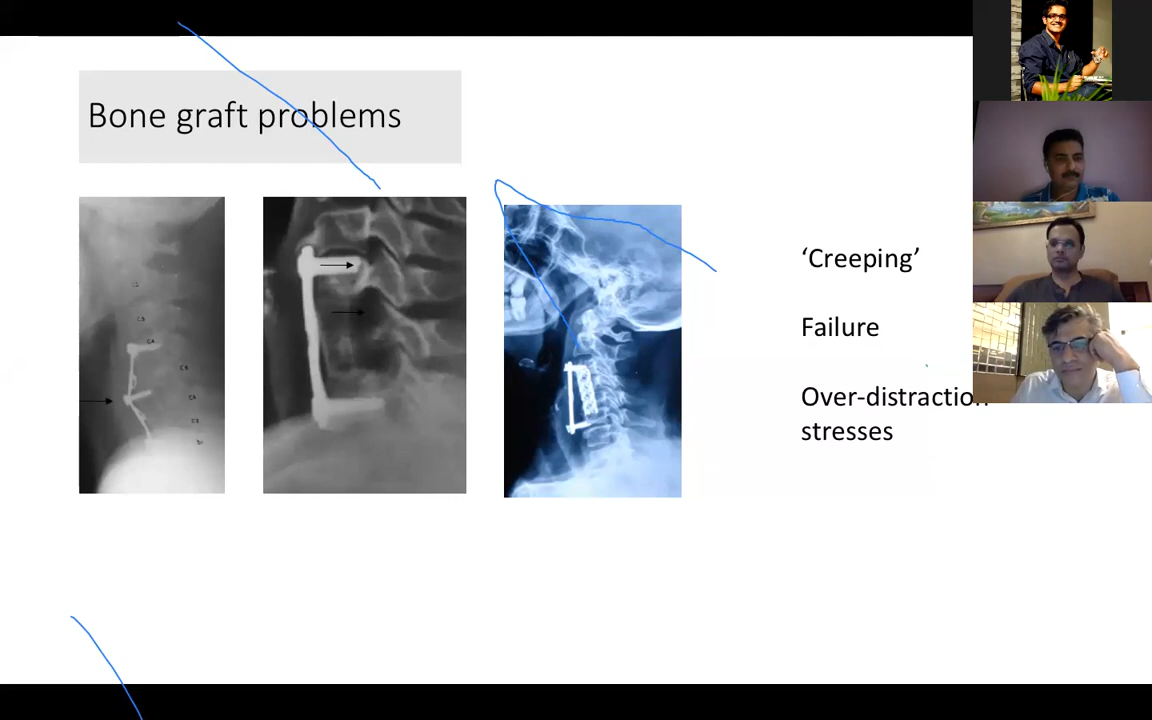 Bone graft problems
‘Creeping’
Failure
Over-distraction
stresses